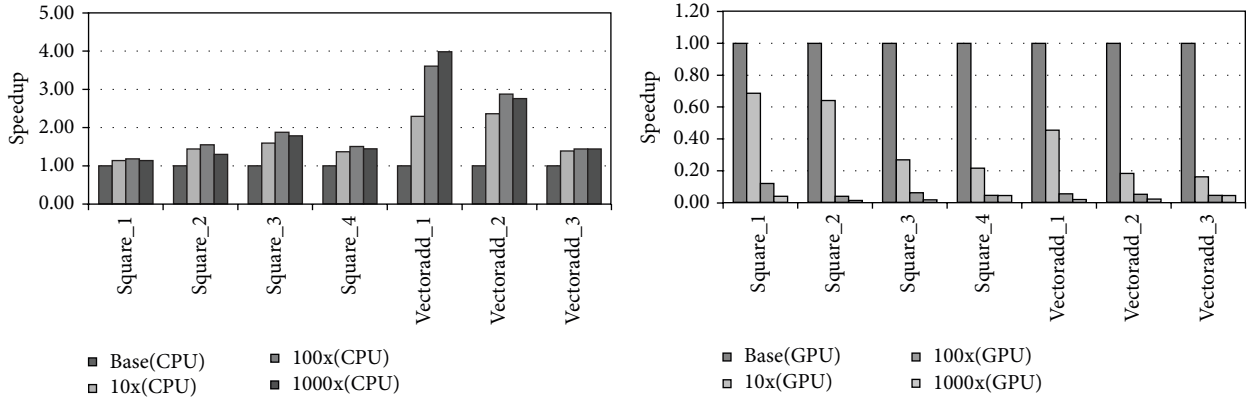 5.00
4.00
3.00
2.00
1.00
0.00
Speedup
Square_1
Square_2
Square_3
Square_4
Vectoradd_1
Vectoradd_2
Vectoradd_3
Base(CPU)
100x(CPU)
10x(CPU)
1000x(CPU)
1.20
1.00
0.80
0.60
0.40
0.20
0.00
Speedup
Square_1
Square_2
Square_3
Square_4
Vectoradd_1
Vectoradd_2
Vectoradd_3
Base(GPU)
100x(GPU)
10x(GPU)
1000x(GPU)